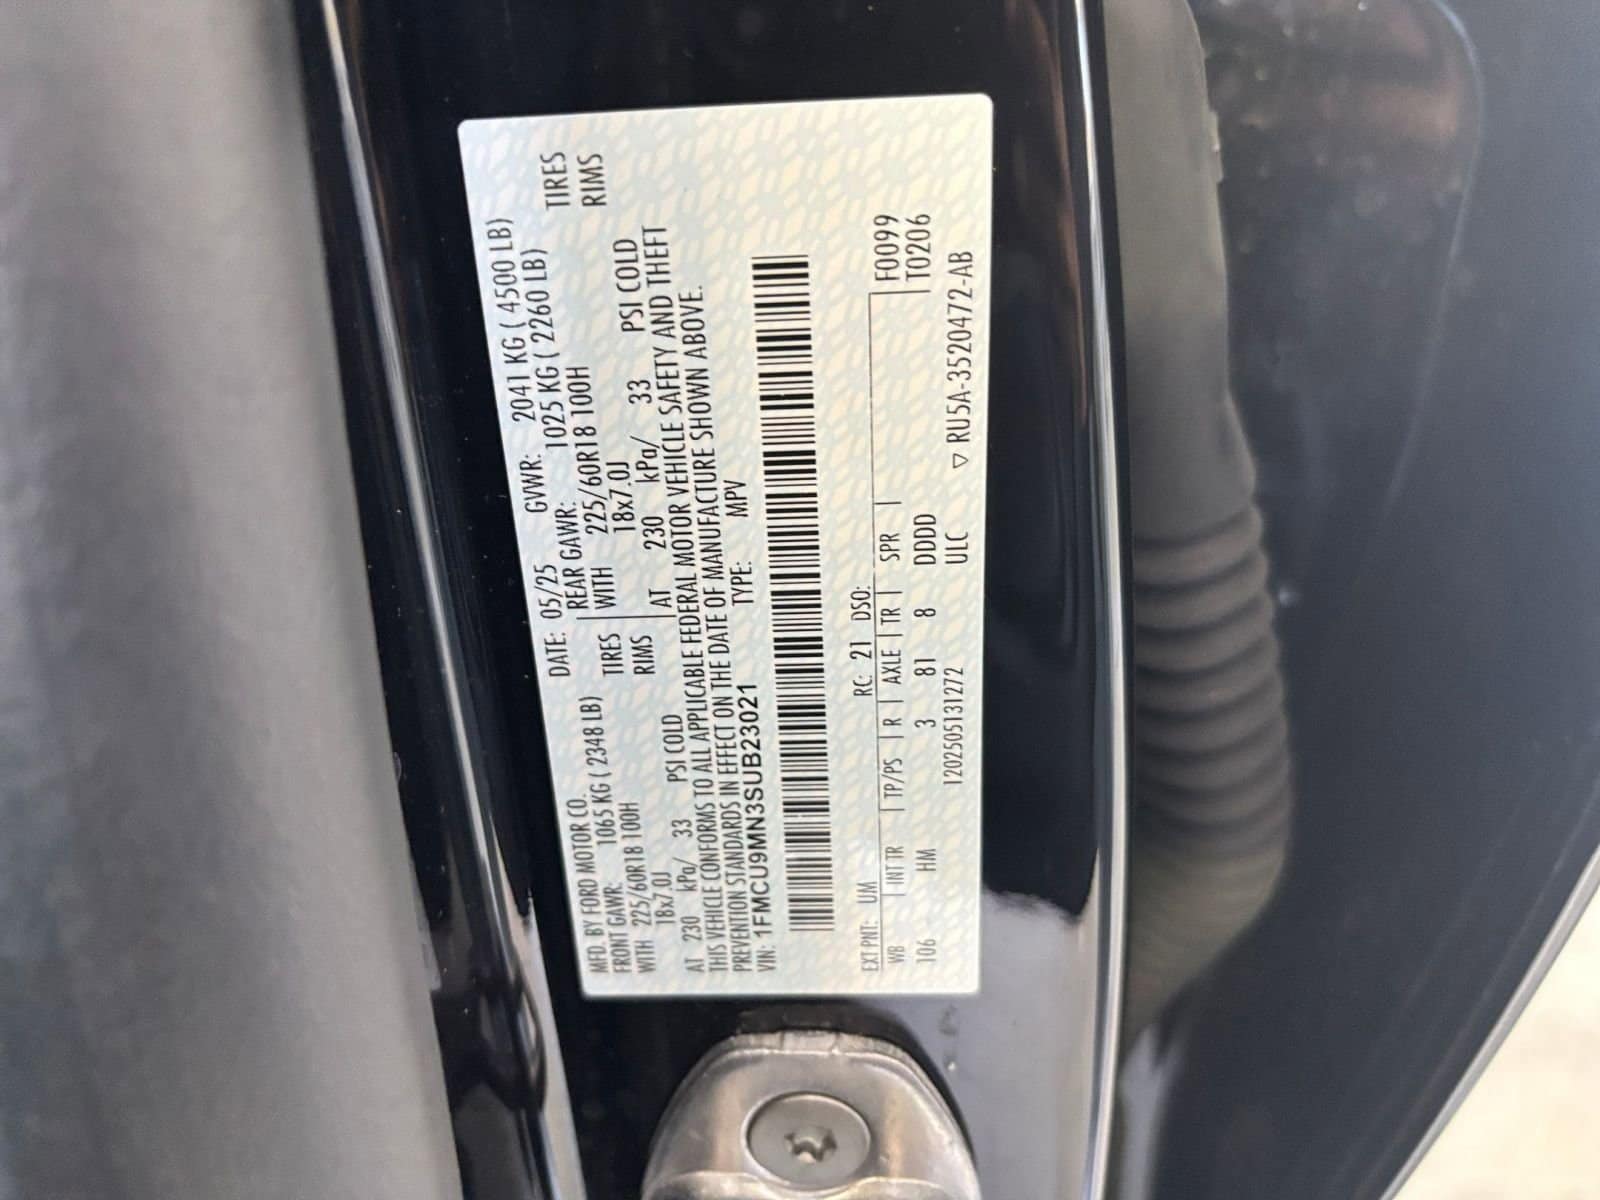 MFD. BY FORD MOTOR CO. DATE: 05/25 GVWR: 2041 KG ( 4500 LB)
FRONT GAWR: 1065 KG ( 2348 LB) REAR GAWR: 1025 KG ( 2260 LB)
WITH 225/60R18 100H TIRES WITH 225/60R18 100H TIRES
18x7.0J RIMS 18x7.0J RIMS
AT 230 kPa/ 33 PSI COLD AT 230 kPa/ 33 PSI COLD
THIS VEHICLE CONFORMS TO ALL APPLICABLE FEDERAL MOTOR VEHICLE SAFETY AND THEFT
PREVENTION STANDARDS IN EFFECT ON THE DATE OF MANUFACTURE SHOWN ABOVE.
VIN: 1FMCU9MN3SUB23021 TYPE: MPV
EXT PNT: UM RC: 21 DSO: F0099
WB | INT TR | TP/PS | R | AXLE | TR | SPR | T0206
106 HM 3 81 8 DDDD
1202505131272 ULC ▽ RU5A-3520472-AB